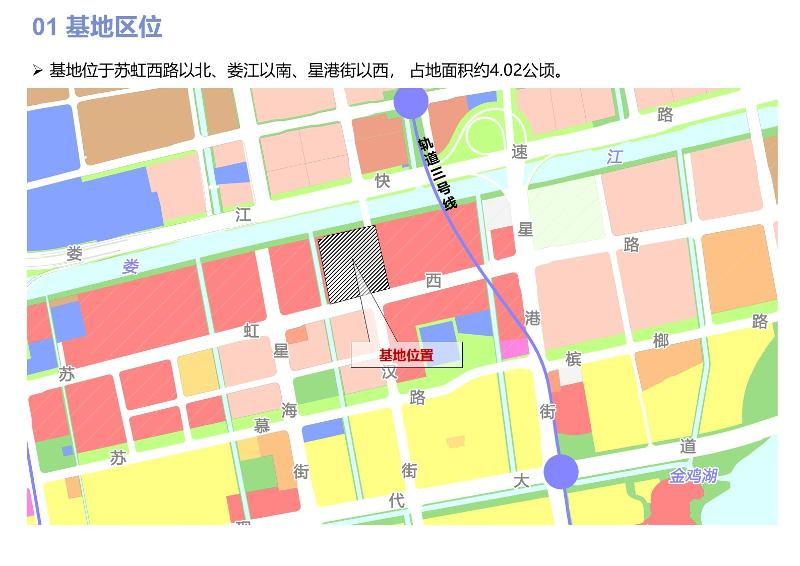 01 基地区位
➢ 基地位于苏虹西路以北、娄江以南、星港街以西， 占地面积约4.02公顷。
路
轨道三号线
速
江
快
江
星
路
娄
娄
西
港
路
虹
星
基地位置
槟
榔
苏
汉
路
海
街
慕
苏
街
街
道
大
金鸡湖
代